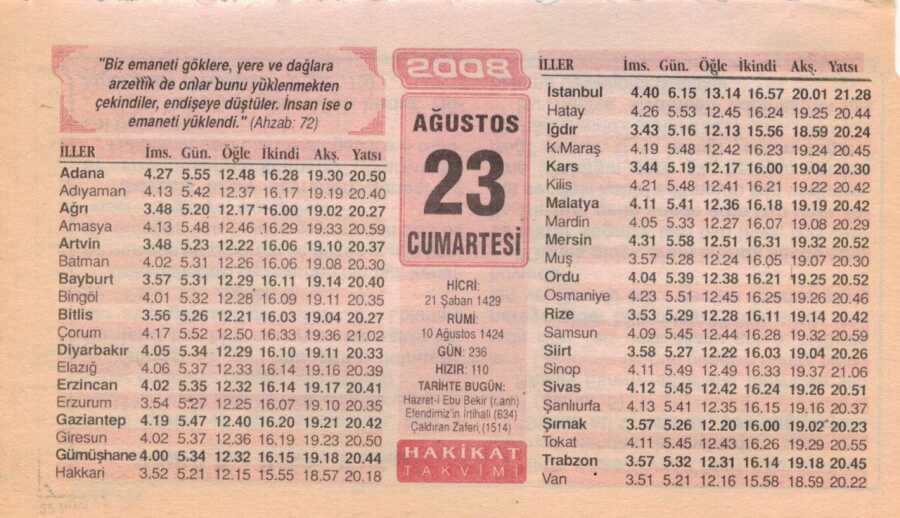 "Biz emaneti göklere, yere ve dağlara
arzettik de onlar bunu yüklenmekten
çekindiler, endişeye düştüler. İnsan ise o
emaneti yüklendi." (Ahzab: 72)
İLLER İms. Gün. Öğle İkindi Akş. Yatsı
Adana 4.27 5.55 12.48 16.28 19.30 20.50
Adıyaman 4.13 5.42 12.37 16.17 19.19 20.40
Ağrı 3.48 5.20 12.17 16.00 19.02 20.27
Amasya 4.13 5.48 12.46 16.29 19.33 20.59
Artvin 3.48 5.23 12.22 16.06 19.10 20.37
Batman 4.02 5.31 12.26 16.06 19.08 20.30
Bayburt 3.57 5.31 12.29 16.11 19.14 20.40
Bingöl 4.01 5.32 12.28 16.09 19.11 20.35
Bitlis 3.56 5.26 12.21 16.03 19.04 20.27
Çorum 4.17 5.52 12.50 16.33 19.36 21.02
Diyarbakır 4.05 5.34 12.29 16.10 19.11 20.33
Elazığ 4.06 5.37 12.33 16.14 19.16 20.39
Erzincan 4.02 5.35 12.32 16.14 19.17 20.41
Erzurum 3.54 5.27 12.25 16.07 19.10 20.35
Gaziantep 4.19 5.47 12.40 16.20 19.21 20.42
Giresun 4.02 5.37 12.36 16.19 19.23 20.50
Gümüşhane 4.00 5.34 12.32 16.15 19.18 20.44
Hakkari 3.52 5.21 12.15 15.55 18.57 20.18
2008
AĞUSTOS
23
CUMARTESİ
HİCRİ:
21 Şaban 1429
RUMİ:
10 Ağustos 1424
GÜN: 236
HIZIR: 110
TARİHTE BUGÜN:
Hazret-i Ebu Bekir (r.anh)
Efendimiz'in İrtihali (634)
Çaldıran Zaferi (1514)
HAKİKAT
TAKVİMİ
İLLER İms. Gün. Öğle İkindi Akş. Yatsı
İstanbul 4.40 6.15 13.14 16.57 20.01 21.28
Hatay 4.26 5.53 12.45 16.24 19.25 20.44
Iğdır 3.43 5.16 12.13 15.56 18.59 20.24
K.Maraş 4.19 5.48 12.42 16.23 19.24 20.45
Kars 3.44 5.19 12.17 16.00 19.04 20.30
Kilis 4.21 5.48 12.41 16.21 19.22 20.42
Malatya 4.11 5.41 12.36 16.18 19.19 20.42
Mardin 4.05 5.33 12.27 16.07 19.08 20.29
Mersin 4.31 5.58 12.51 16.31 19.32 20.52
Muş 3.57 5.28 12.24 16.05 19.07 20.30
Ordu 4.04 5.39 12.38 16.21 19.25 20.52
Osmaniye 4.23 5.51 12.45 16.25 19.26 20.46
Rize 3.53 5.29 12.28 16.11 19.14 20.42
Samsun 4.09 5.45 12.44 16.28 19.32 20.59
Siirt 3.58 5.27 12.22 16.03 19.04 20.26
Sinop 4.11 5.49 12.49 16.33 19.37 21.06
Sivas 4.12 5.45 12.42 16.24 19.26 20.51
Şanlıurfa 4.13 5.41 12.35 16.15 19.16 20.37
Şırnak 3.57 5.26 12.20 16.00 19.02 20.23
Tokat 4.11 5.45 12.43 16.26 19.29 20.55
Trabzon 3.57 5.32 12.31 16.14 19.18 20.45
Van 3.51 5.21 12.16 15.58 18.59 20.22